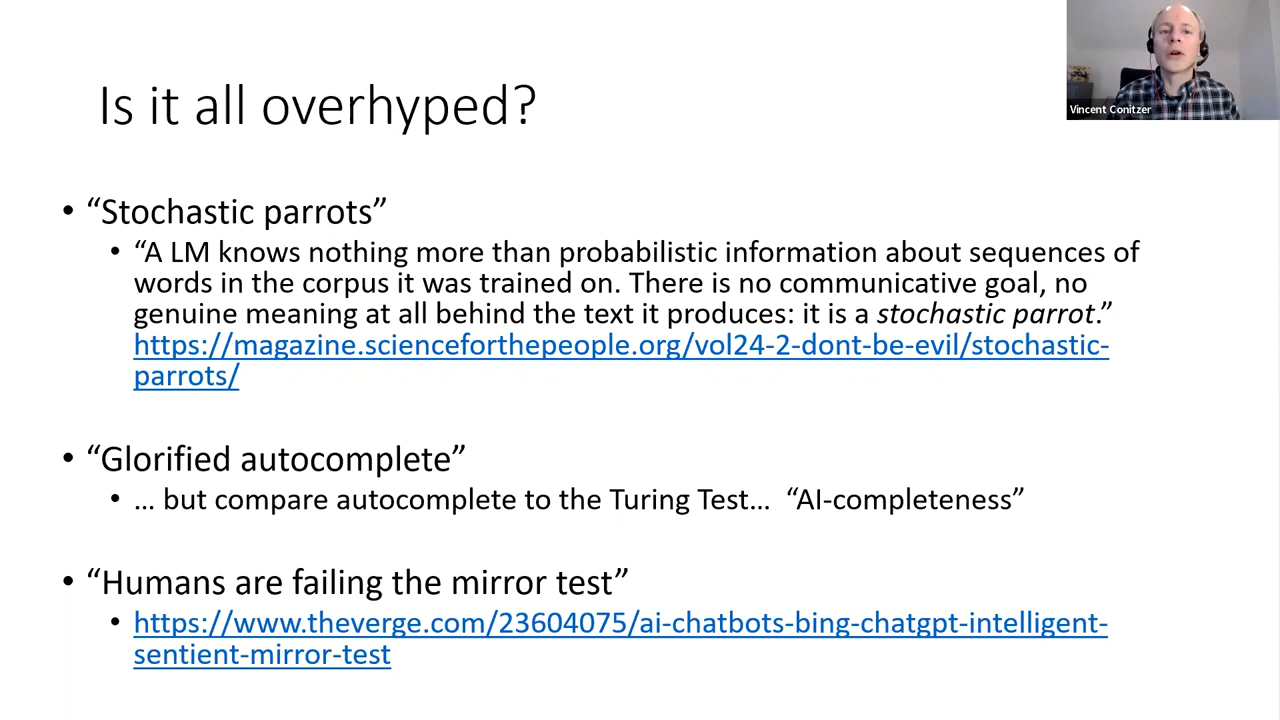 Is it all overhyped?
Vincent Conitzer
• “Stochastic parrots”
• “A LM knows nothing more than probabilistic information about sequences of
words in the corpus it was trained on. There is no communicative goal, no
genuine meaning at all behind the text it produces: it is a stochastic parrot.”
https://magazine.scienceforthepeople.org/vol24-2-dont-be-evil/stochastic-
parrots/
• “Glorified autocomplete”
• … but compare autocomplete to the Turing Test… “AI-completeness”
• “Humans are failing the mirror test”
• https://www.theverge.com/23604075/ai-chatbots-bing-chatgpt-intelligent-
sentient-mirror-test